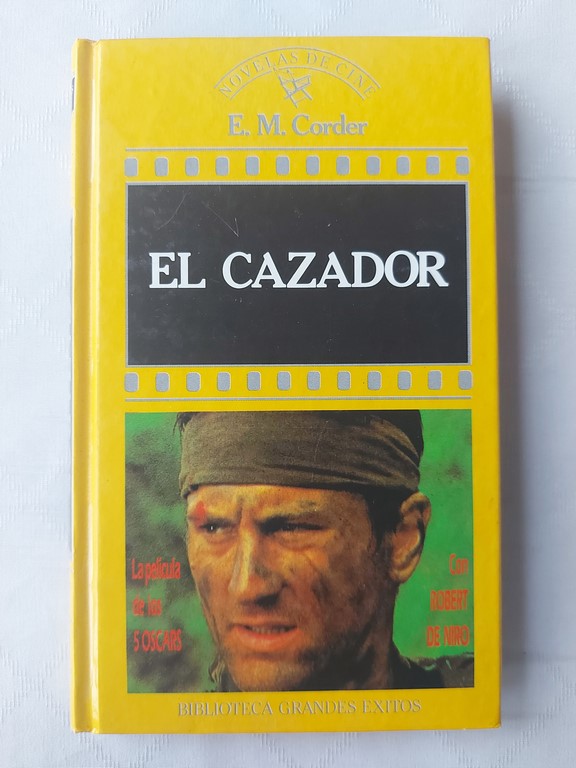 NOVELAS DE CINE
E. M. Corder
EL CAZADOR
La película
de los
5 OSCARS
Con
ROBERT
DE NIRO
BIBLIOTECA GRANDES EXITOS